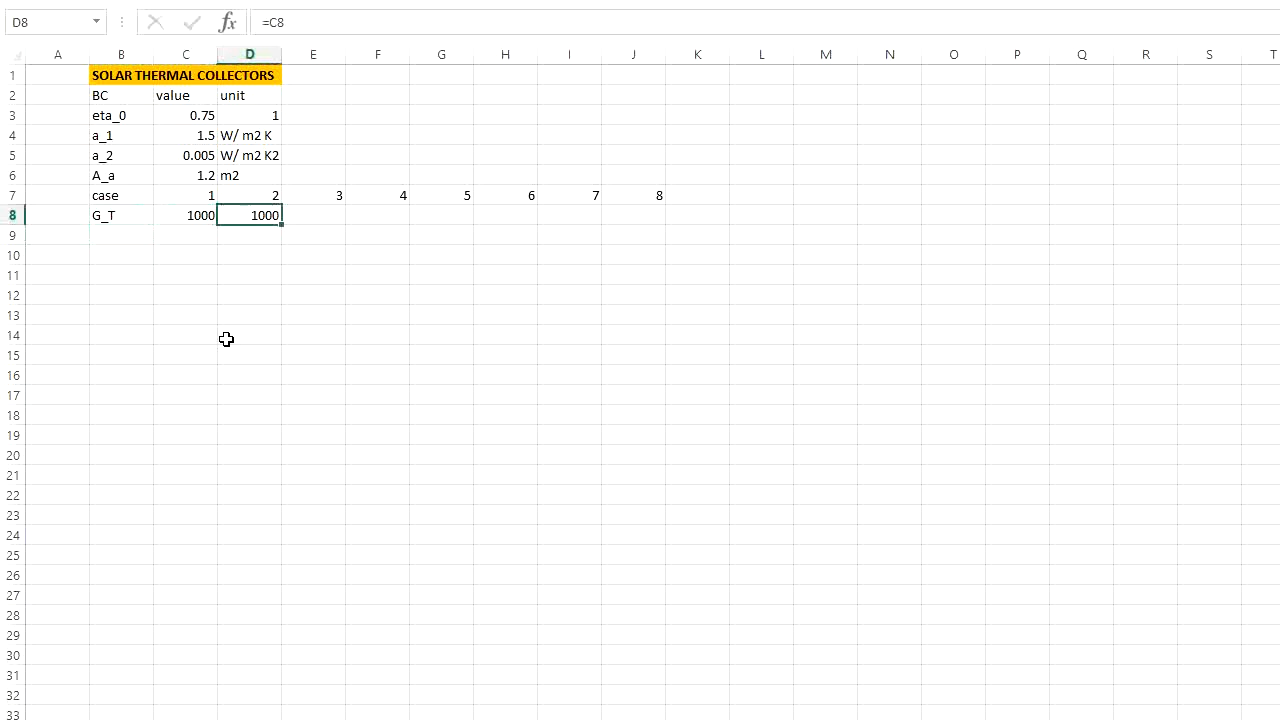 D8 fx =C8
A B C D E F G H I J K L M N O P Q R S T
1 SOLAR THERMAL COLLECTORS
2 BC value unit
3 eta_0 0.75 1
4 a_1 1.5 W/ m2 K
5 a_2 0.005 W/ m2 K2
6 A_a 1.2 m2
7 case 1 2 3 4 5 6 7 8
8 G_T 1000 1000
9
10
11
12
13
14
15
16
17
18
19
20
21
22
23
24
25
26
27
28
29
30
31
32
33